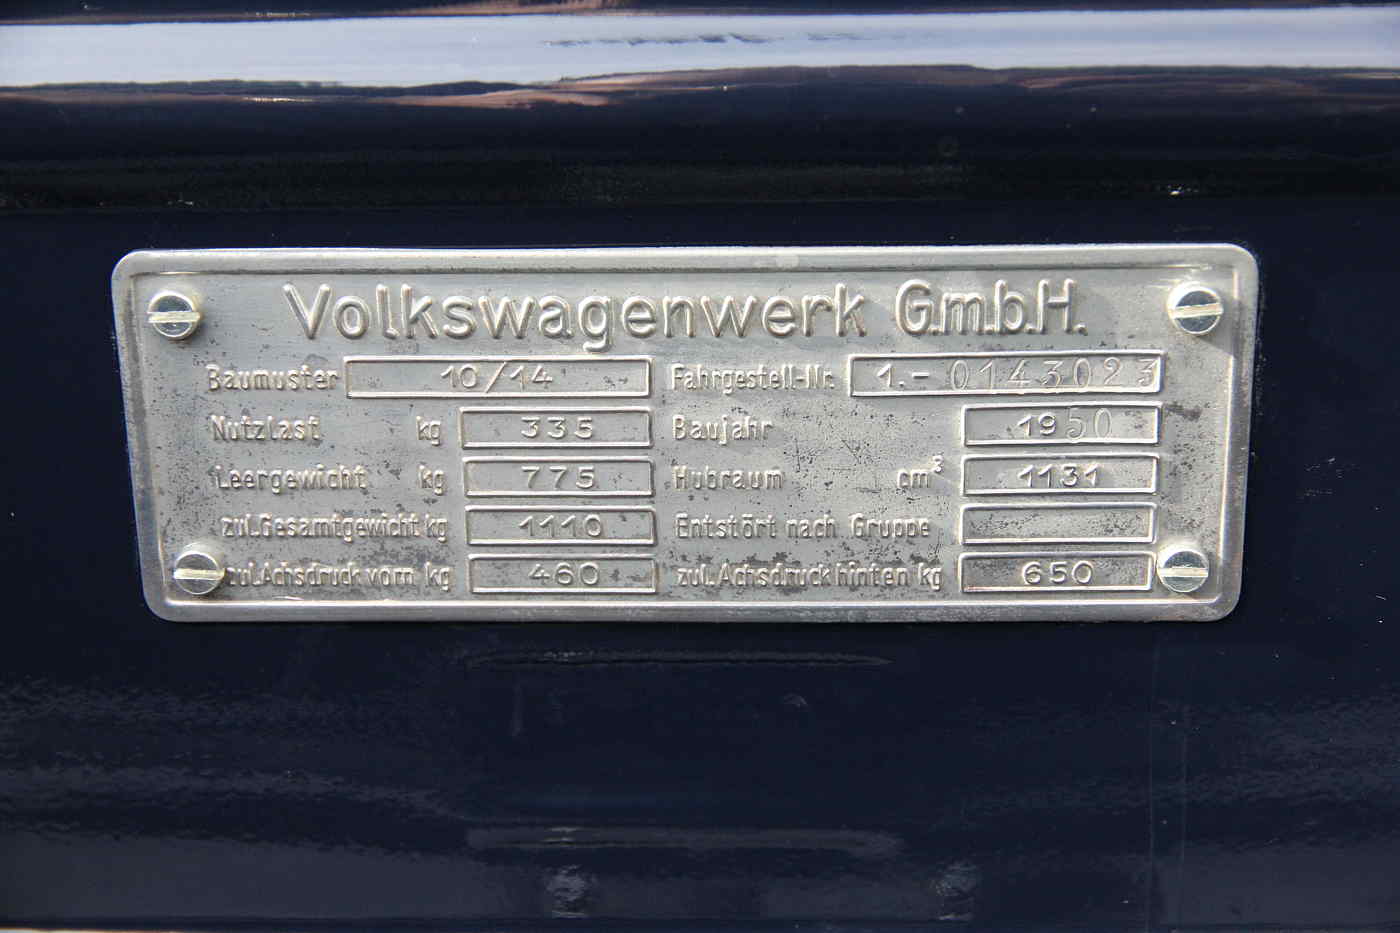 Volkswagenwerk G.m.b.H.
Baumuster 10/14 Fahrgestell-Nr. 1.- 0143023
Nutzlast kg 335 Baujahr 1950
Leergewicht kg 775 Hubraum cm³ 1131
zul.Gesamtgewicht kg 1110 Entstört nach Gruppe
zul.Achsdruck vorn kg 460 zul.Achsdruck hinten kg 650